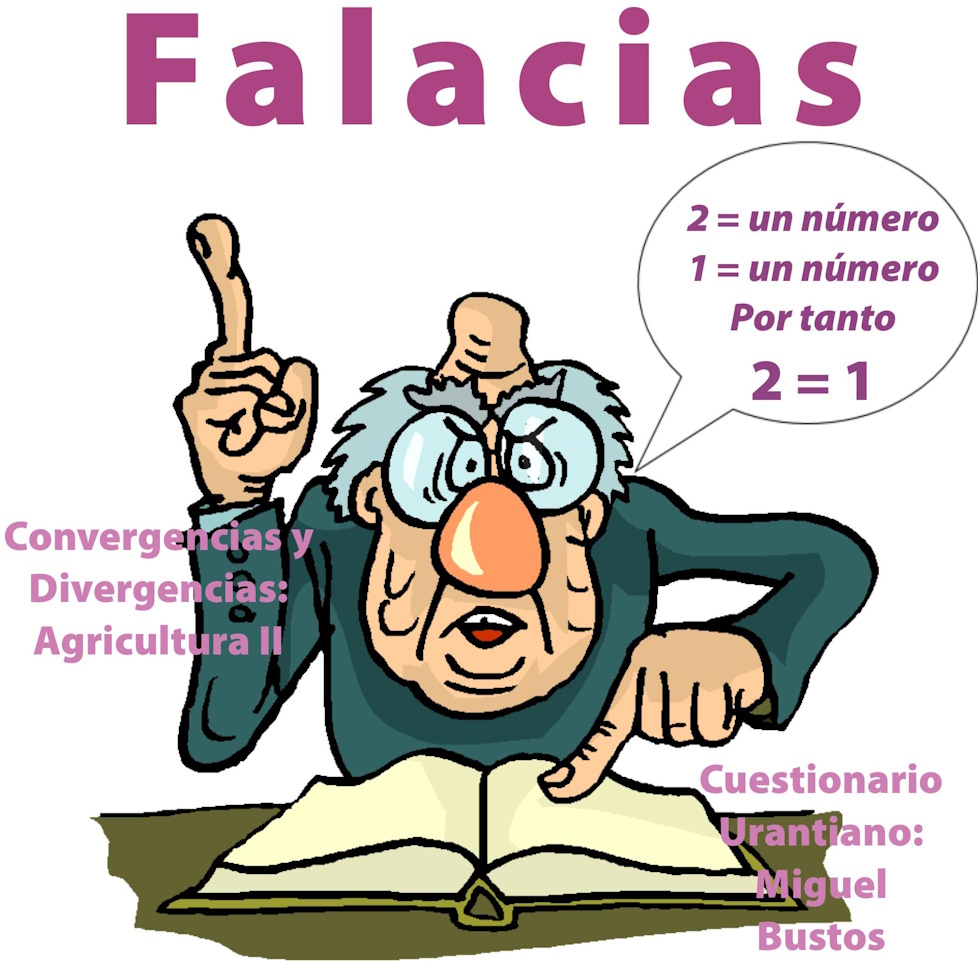 Falacias
2 = un número
1 = un número
Por tanto
2 = 1
Convergencias y
Divergencias:
Agricultura II
Cuestionario
Urantiano:
Miguel
Bustos